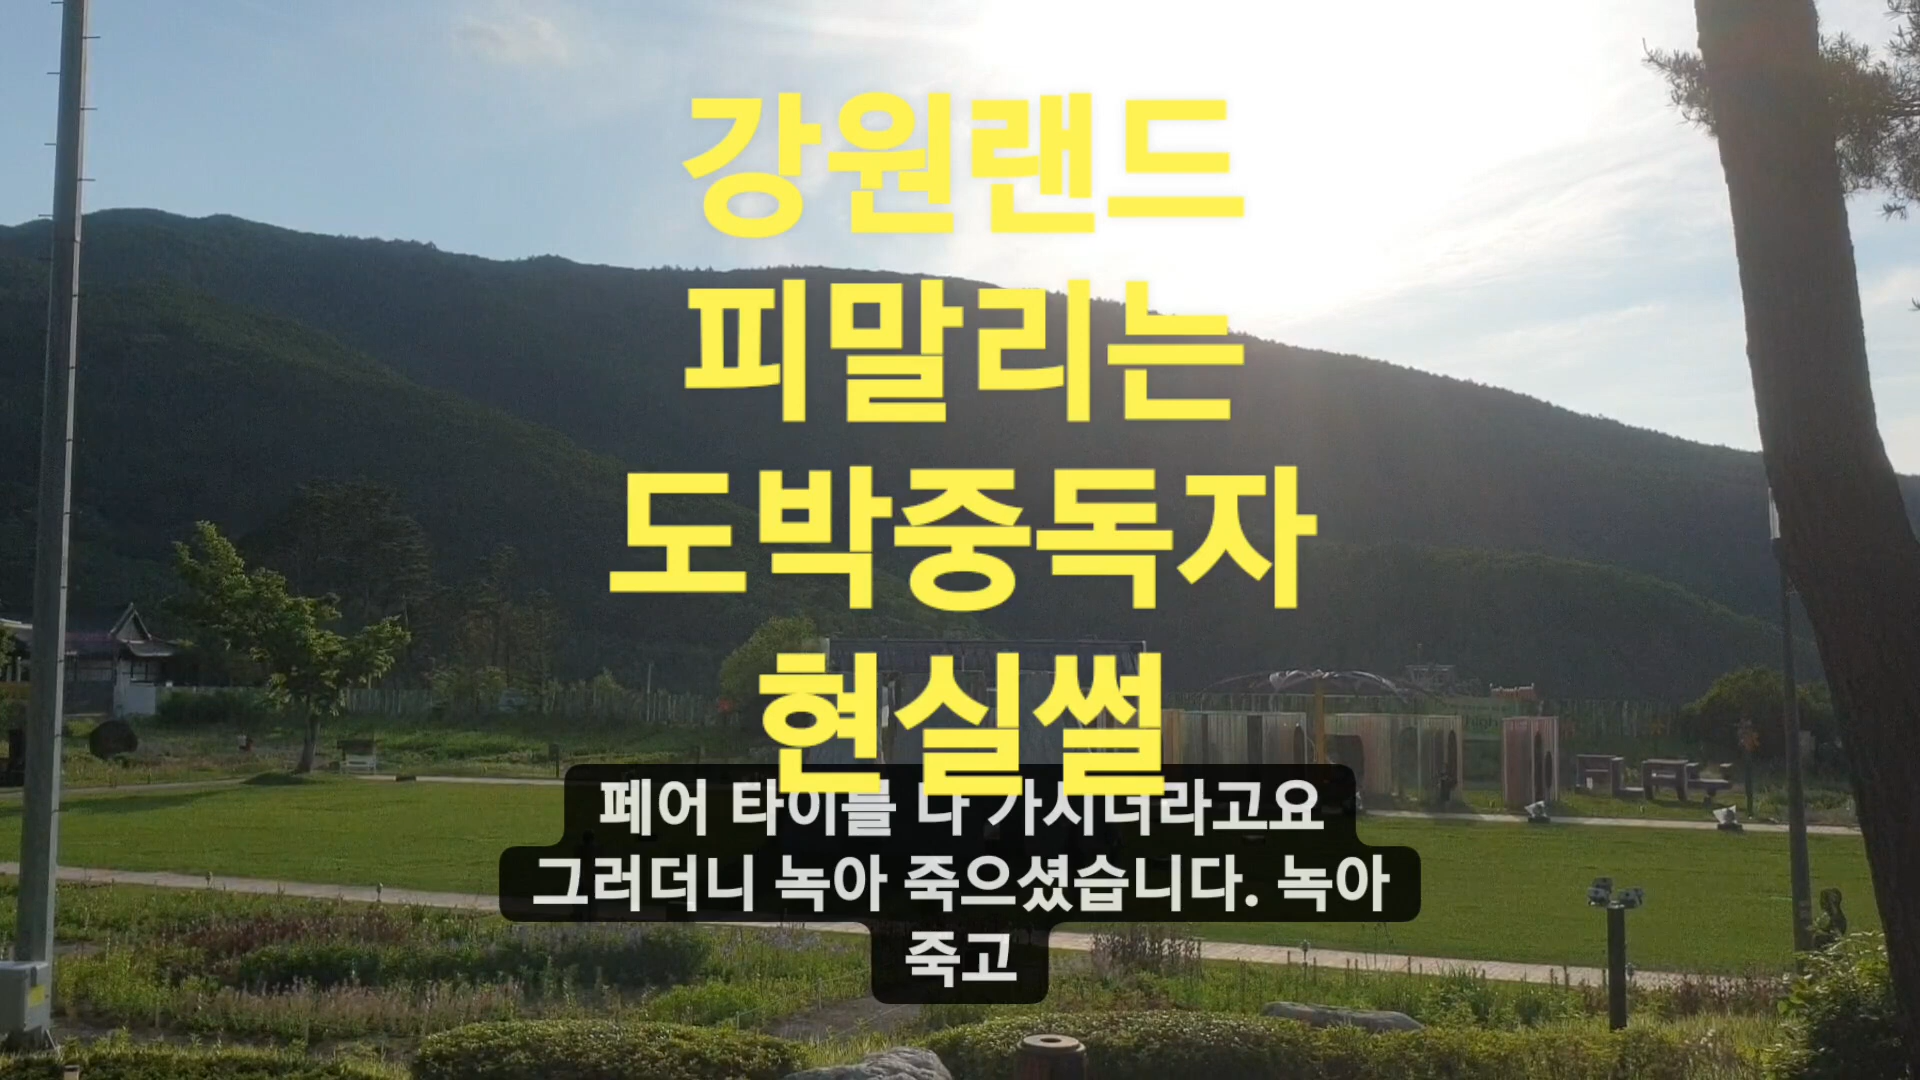 강원랜드
피말리는
도박중독자
현실썰
페어 타이를 다 가시더라고요
그러더니 녹아 죽으셨습니다. 녹아
죽고